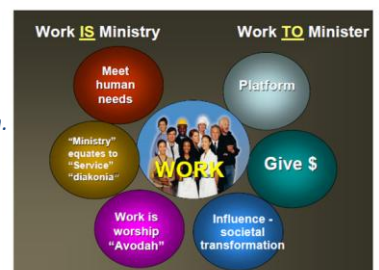 Work IS Ministry
Work TO Minister
Meet
human
needs
Platform
"Ministry"
equates to
"Service"
"diakonia"
WORK
Give $
Work is
worship
"Avodah"
Influence -
societal
transformation